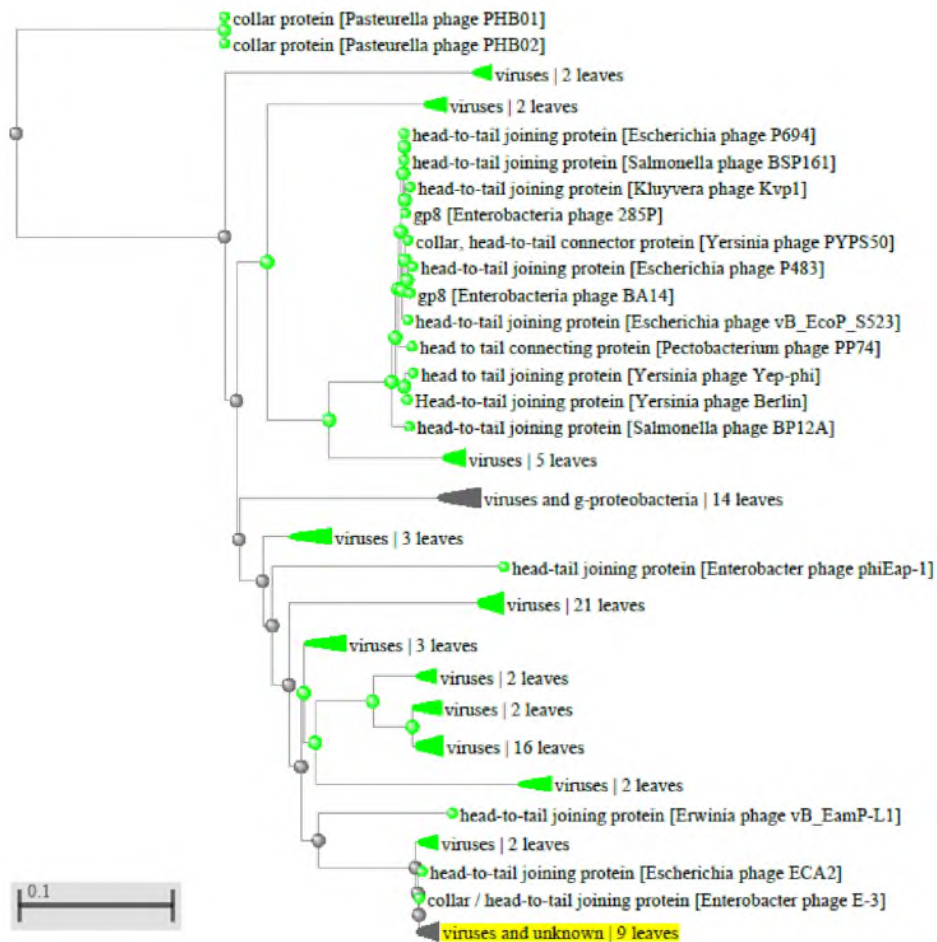 collar protein [Pasteurella phage PHB01]
collar protein [Pasteurella phage PHB02]
viruses | 2 leaves
viruses | 2 leaves
head-to-tail joining protein [Escherichia phage P694]
head-to-tail joining protein [Salmonella phage BSP161]
head-to-tail joining protein [Kluyvera phage Kvp1]
gp8 [Enterobacteria phage 285P]
collar, head-to-tail connector protein [Yersinia phage PYPS50]
head-to-tail joining protein [Escherichia phage P483]
gp8 [Enterobacteria phage BA14]
head-to-tail joining protein [Escherichia phage vB_EcoP_S523]
head to tail connecting protein [Pectobacterium phage PP74]
head to tail joining protein [Yersinia phage Yep-phi]
Head-to-tail joining protein [Yersinia phage Berlin]
head-to-tail joining protein [Salmonella phage BP12A]
viruses | 5 leaves
viruses and g-proteobacteria | 14 leaves
viruses | 3 leaves
head-tail joining protein [Enterobacter phage phiEap-1]
viruses | 21 leaves
viruses | 3 leaves
viruses | 2 leaves
viruses | 2 leaves
viruses | 16 leaves
viruses | 2 leaves
head-to-tail joining protein [Erwinia phage vB_EamP-L1]
viruses | 2 leaves
head-to-tail joining protein [Escherichia phage ECA2]
collar / head-to-tail joining protein [Enterobacter phage E-3]
viruses and unknown | 9 leaves
0.1